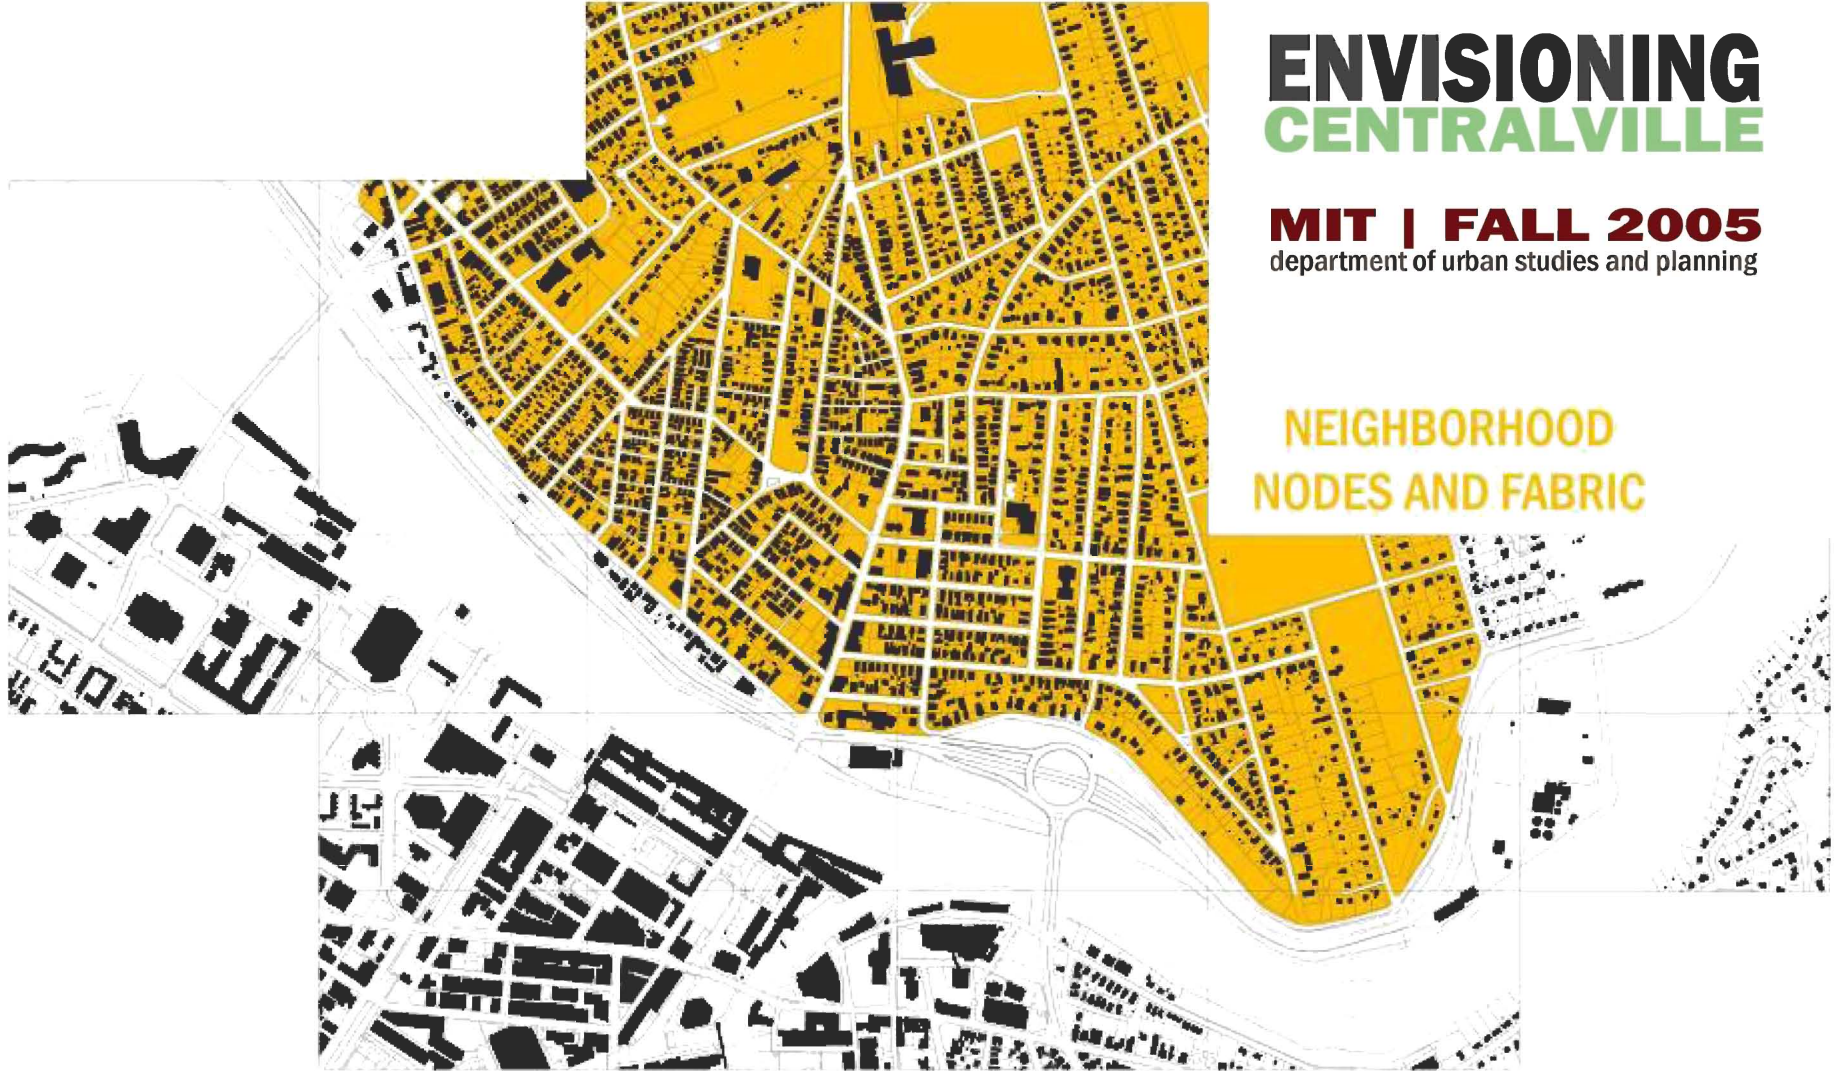 ENVISIONING
CENTRALVILLE
MIT | FALL 2005
department of urban studies and planning
NEIGHBORHOOD
NODES AND FABRIC